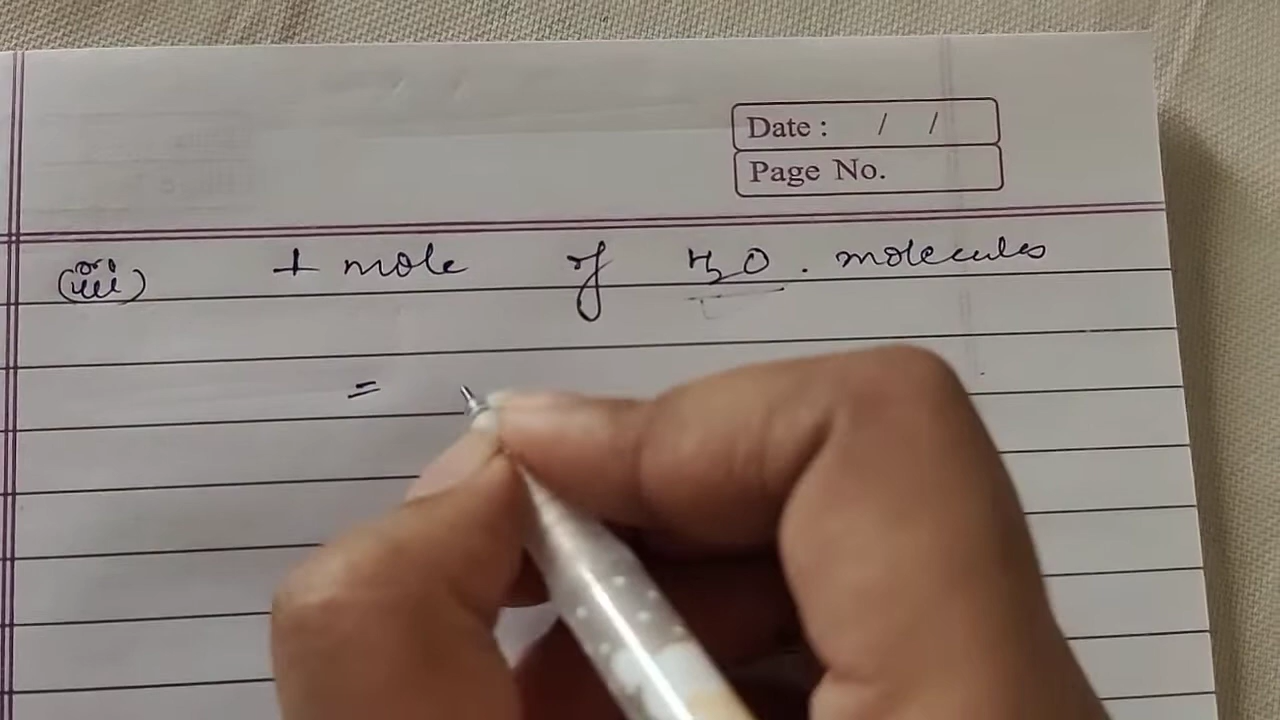 Date : / /
Page No.
(iii) 1 mole of H2O . molecules
=